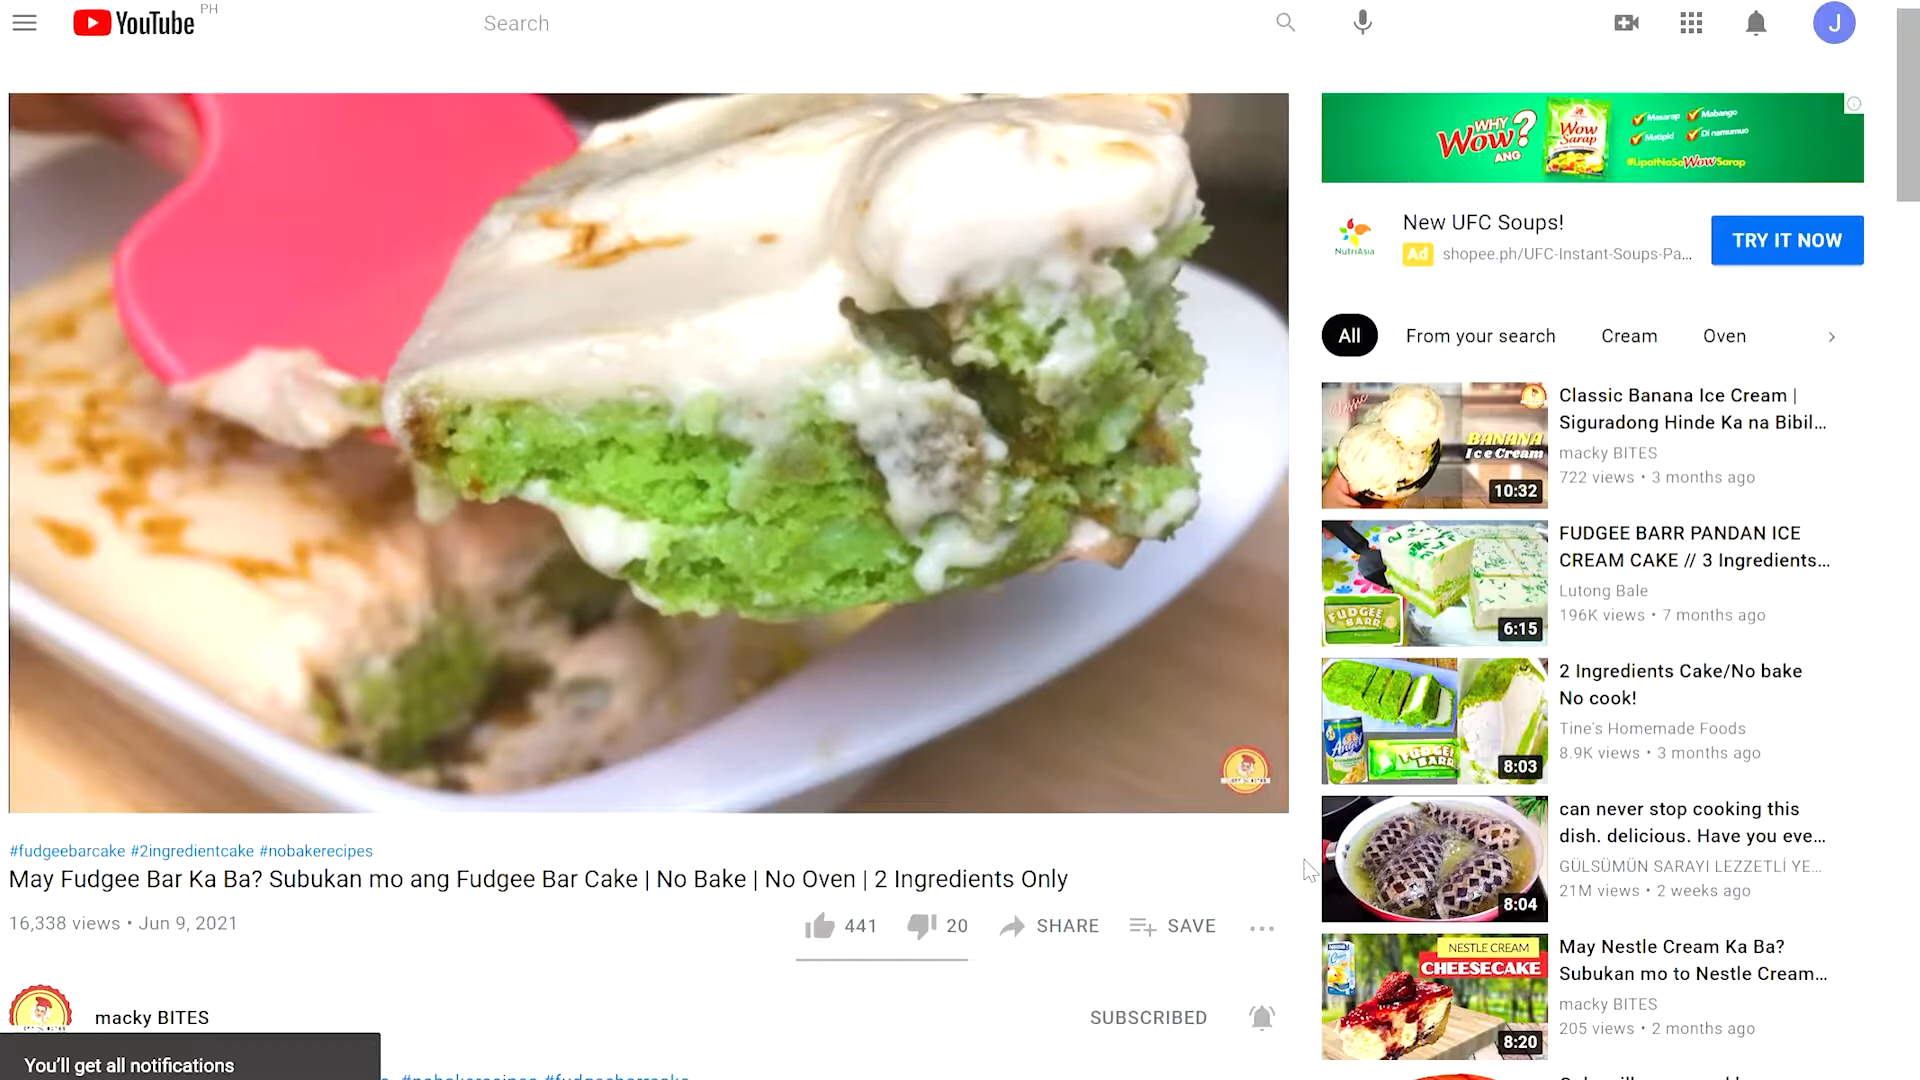 YouTube PH
Search
J
WHY
Wow?
ANG
Wow
Sarap
Masarap
Mabango
Matipid
Di namumuo
#LipatNaSaWowSarap
NutriAsia
New UFC Soups!
Ad shopee.ph/UFC-Instant-Soups-Pa...
TRY IT NOW
All
From your search
Cream
Oven
Classic
BANANA
Ice Cream
10:32
Classic Banana Ice Cream |
Siguradong Hinde Ka na Bibil...
macky BITES
722 views • 3 months ago
FUDGEE
BARR
6:15
FUDGEE BARR PANDAN ICE
CREAM CAKE // 3 Ingredients...
Lutong Bale
196K views • 7 months ago
Angel
FUDGEE
BARR
8:03
2 Ingredients Cake/No bake
No cook!
Tine's Homemade Foods
8.9K views • 3 months ago
8:04
can never stop cooking this
dish. delicious. Have you eve...
GÜLSÜMÜN SARAYI LEZZETLİ YE...
21M views • 2 weeks ago
NESTLE CREAM
CHEESECAKE
8:20
May Nestle Cream Ka Ba?
Subukan mo to Nestle Cream...
macky BITES
205 views • 2 months ago
#fudgeebarcake #2ingredientcake #nobakerecipes
May Fudgee Bar Ka Ba? Subukan mo ang Fudgee Bar Cake | No Bake | No Oven | 2 Ingredients Only
16,338 views • Jun 9, 2021
441
20
SHARE
SAVE
macky BITES
SUBSCRIBED
You'll get all notifications
#nobakerecipes #fudgeebarrcake